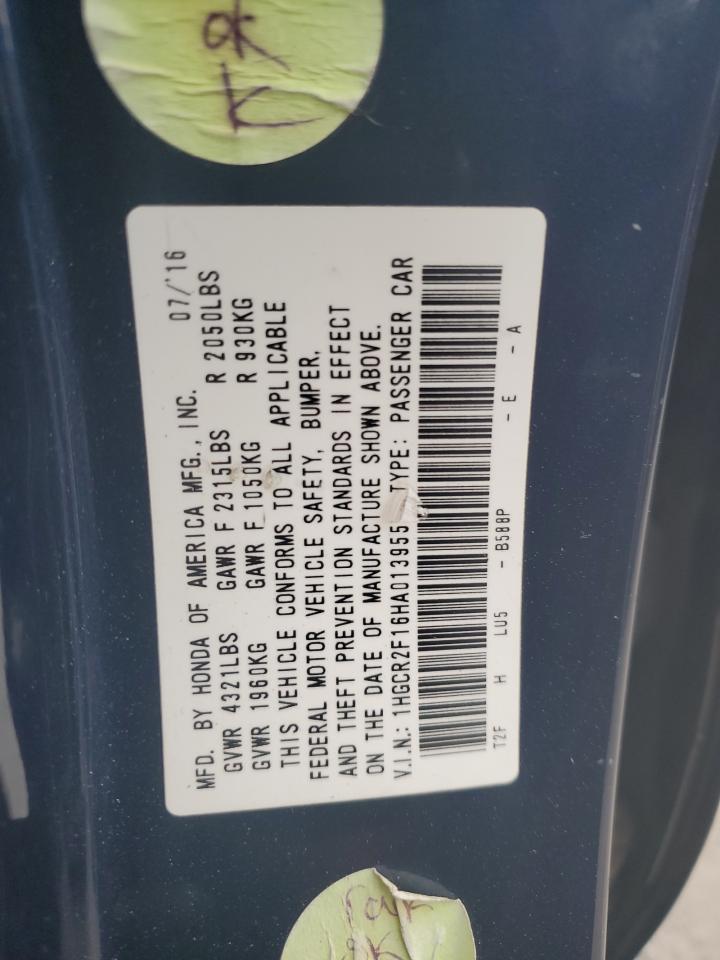 MFD. BY HONDA OF AMERICA MFG., INC. 07/'16
GVWR 4321LBS GAWR F 2315LBS R 2050LBS
GVWR 1960KG GAWR F 1050KG R 930KG
THIS VEHICLE CONFORMS TO ALL APPLICABLE
FEDERAL MOTOR VEHICLE SAFETY, BUMPER,
AND THEFT PREVENTION STANDARDS IN EFFECT
ON THE DATE OF MANUFACTURE SHOWN ABOVE.
V.I.N.: 1HGCR2F16HA013955 TYPE: PASSENGER CAR
T2F H LU5 - B588P - E - A